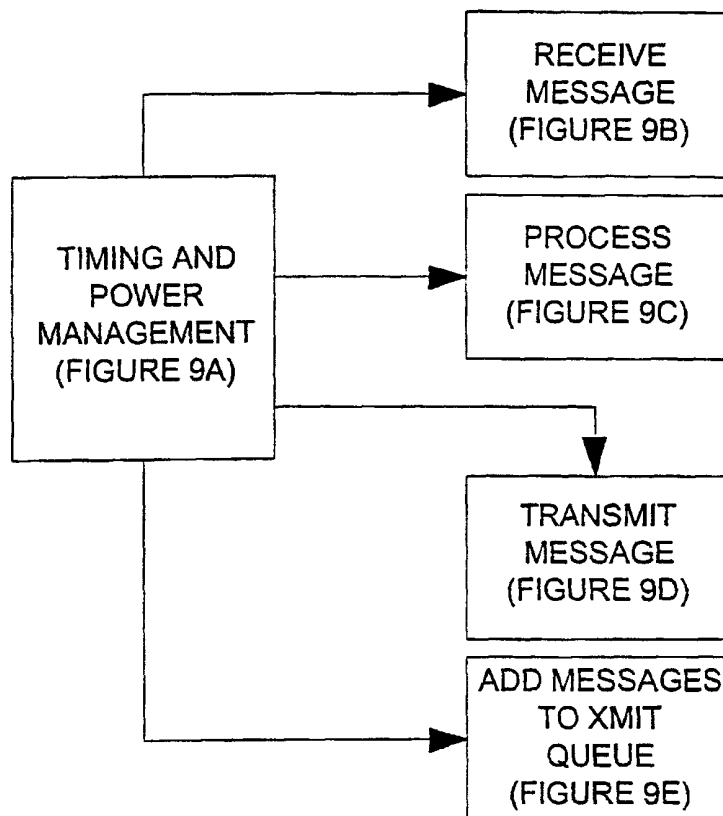 RECEIVE
MESSAGE
(FIGURE 9B)
TIMING AND
POWER
MANAGEMENT
(FIGURE 9A)
PROCESS
MESSAGE
(FIGURE 9C)
TRANSMIT
MESSAGE
(FIGURE 9D)
ADD MESSAGES
TO XMIT
QUEUE
(FIGURE 9E)